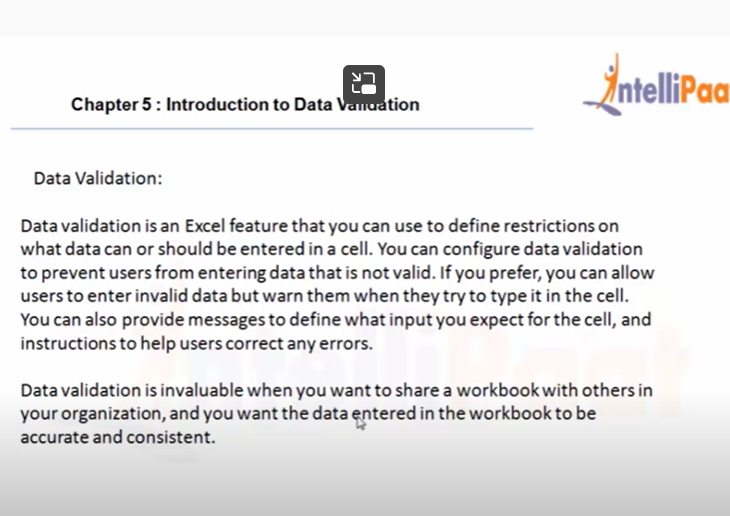 IntelliPaa
Chapter 5 : Introduction to Data Validation
Data Validation:
Data validation is an Excel feature that you can use to define restrictions on
what data can or should be entered in a cell. You can configure data validation
to prevent users from entering data that is not valid. If you prefer, you can allow
users to enter invalid data but warn them when they try to type it in the cell.
You can also provide messages to define what input you expect for the cell, and
instructions to help users correct any errors.
Data validation is invaluable when you want to share a workbook with others in
your organization, and you want the data entered in the workbook to be
accurate and consistent.